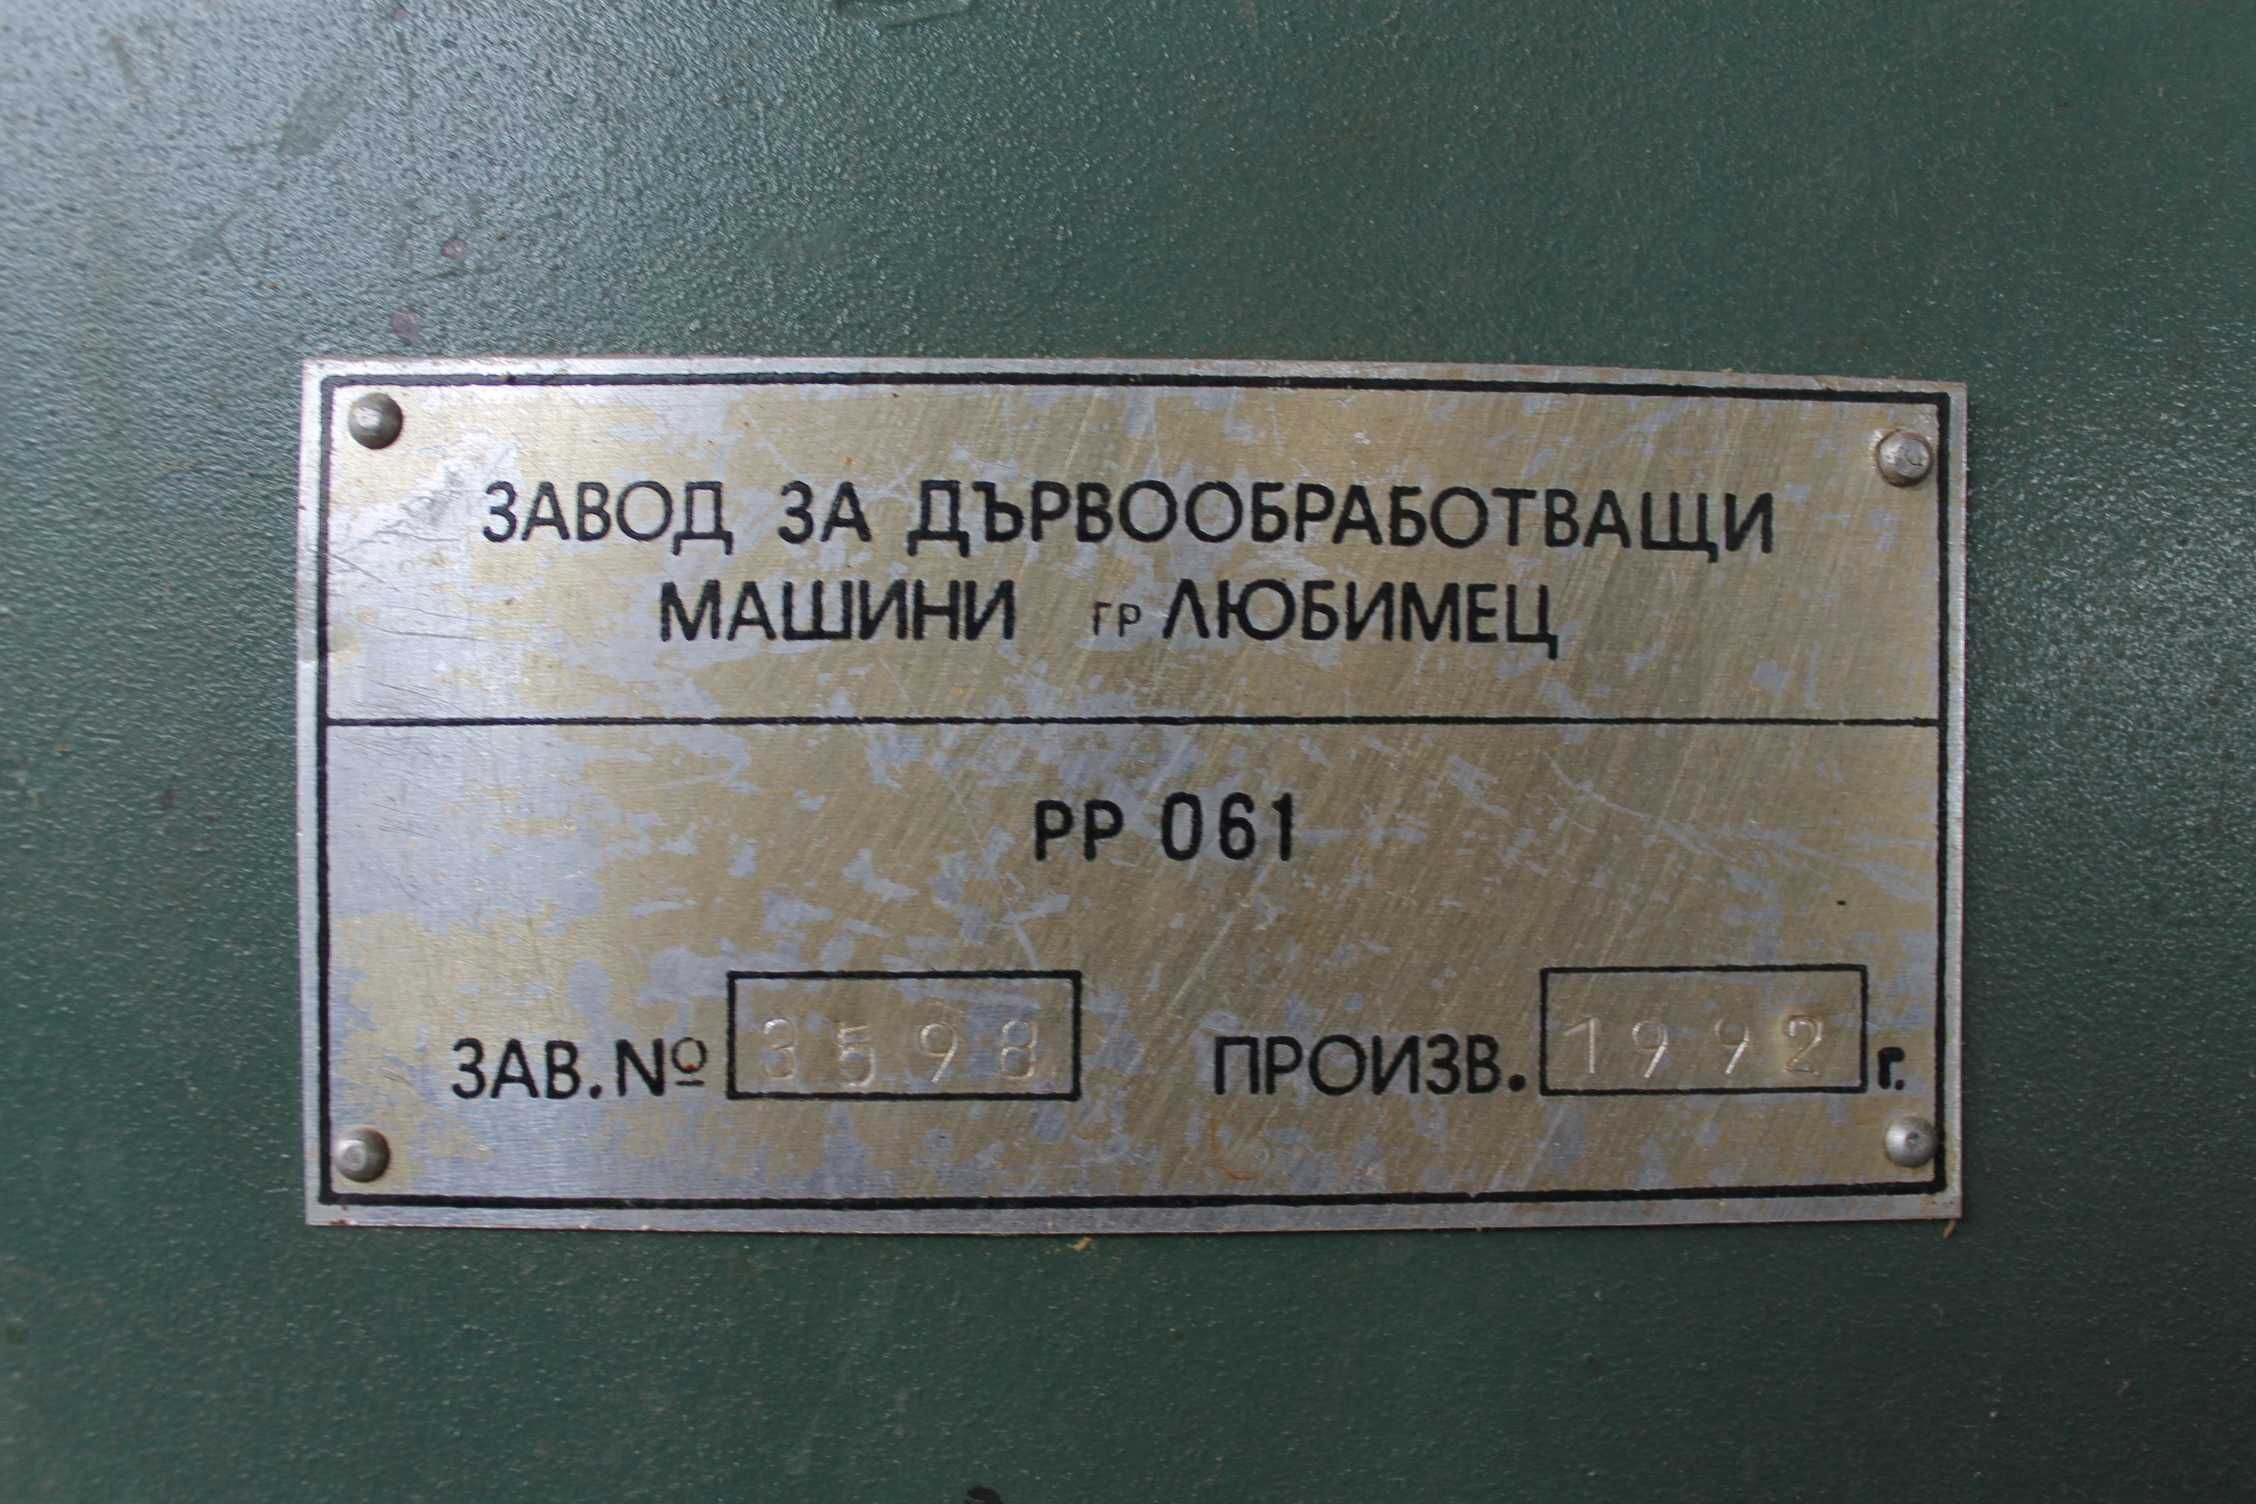 ЗАВОД ЗА ДЪРВООБРАБОТВАЩИ
МАШИНИ ГР ЛЮБИМЕЦ
РР 061
ЗАВ. № 3598 ПРОИЗВ. 1992 Г.